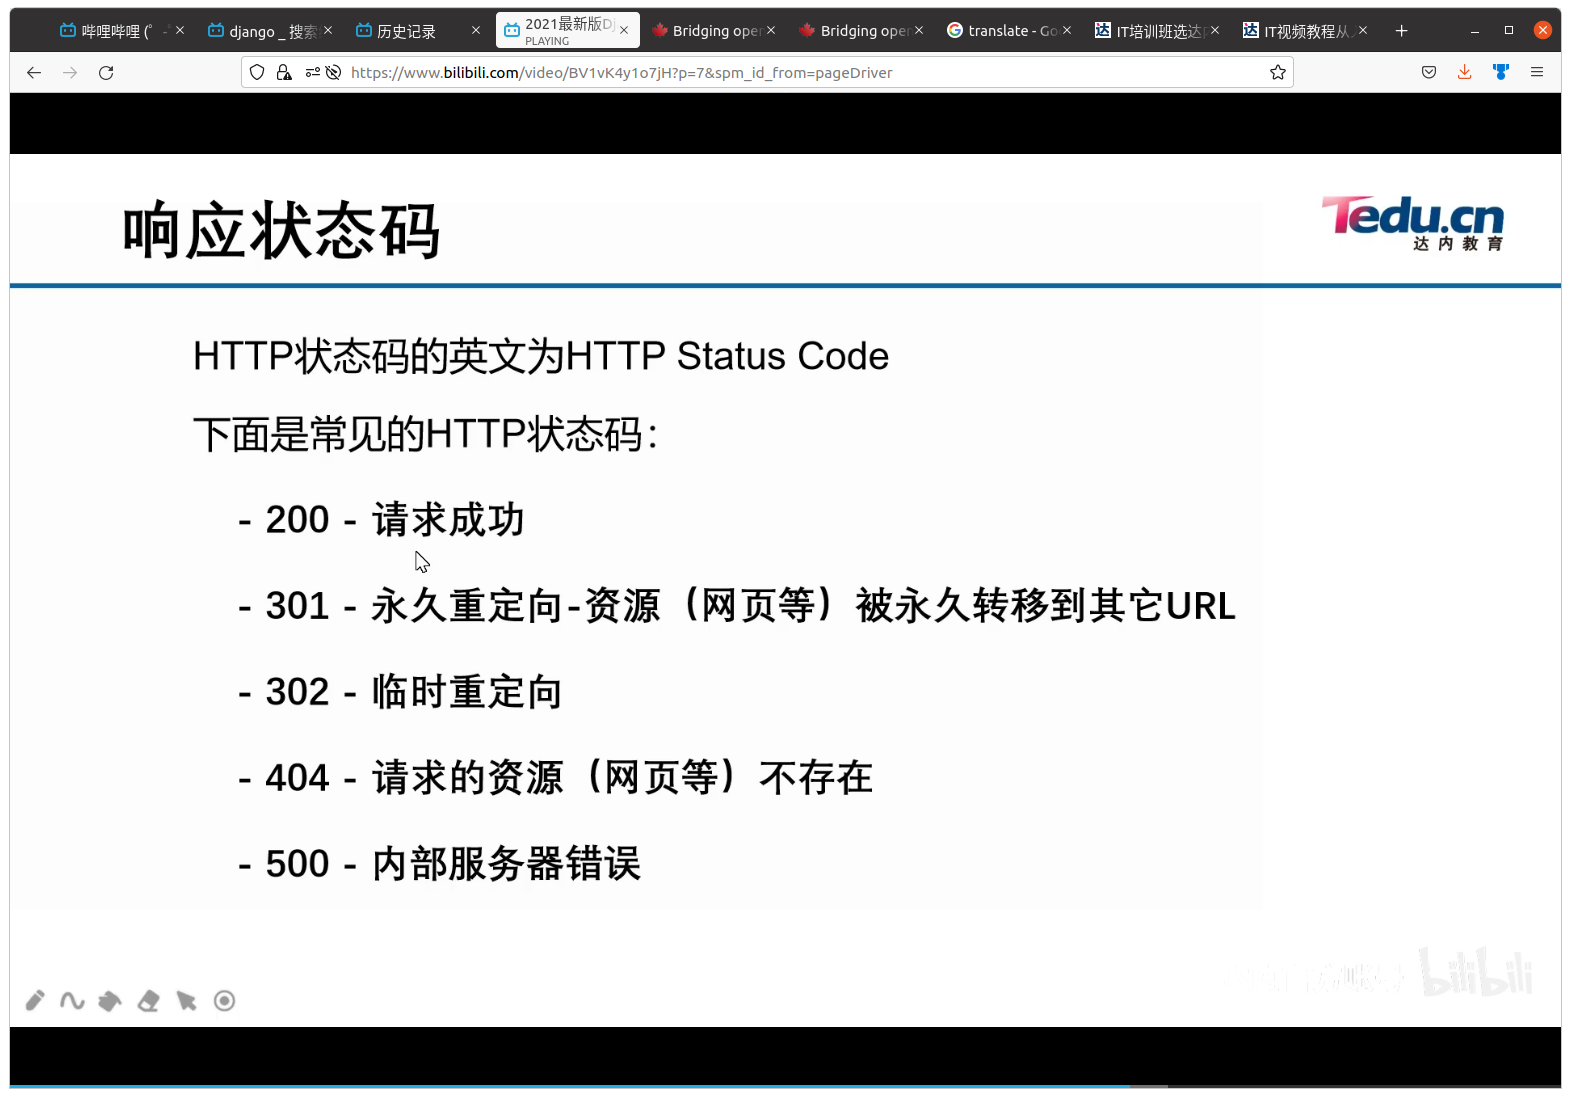 哔哩哔哩 (゜-
django _ 搜索
历史记录
2021最新版Dj
PLAYING
Bridging oper
Bridging oper
translate - Go
IT培训班选达
IT视频教程从
https://www.bilibili.com/video/BV1vK4y1o7jH?p=7&spm_id_from=pageDriver
响应状态码
Tedu.cn
达内教育
HTTP状态码的英文为HTTP Status Code
下面是常见的HTTP状态码：
- 200 - 请求成功
- 301 - 永久重定向-资源（网页等）被永久转移到其它URL
- 302 - 临时重定向
- 404 - 请求的资源（网页等）不存在
- 500 - 内部服务器错误
bilibili